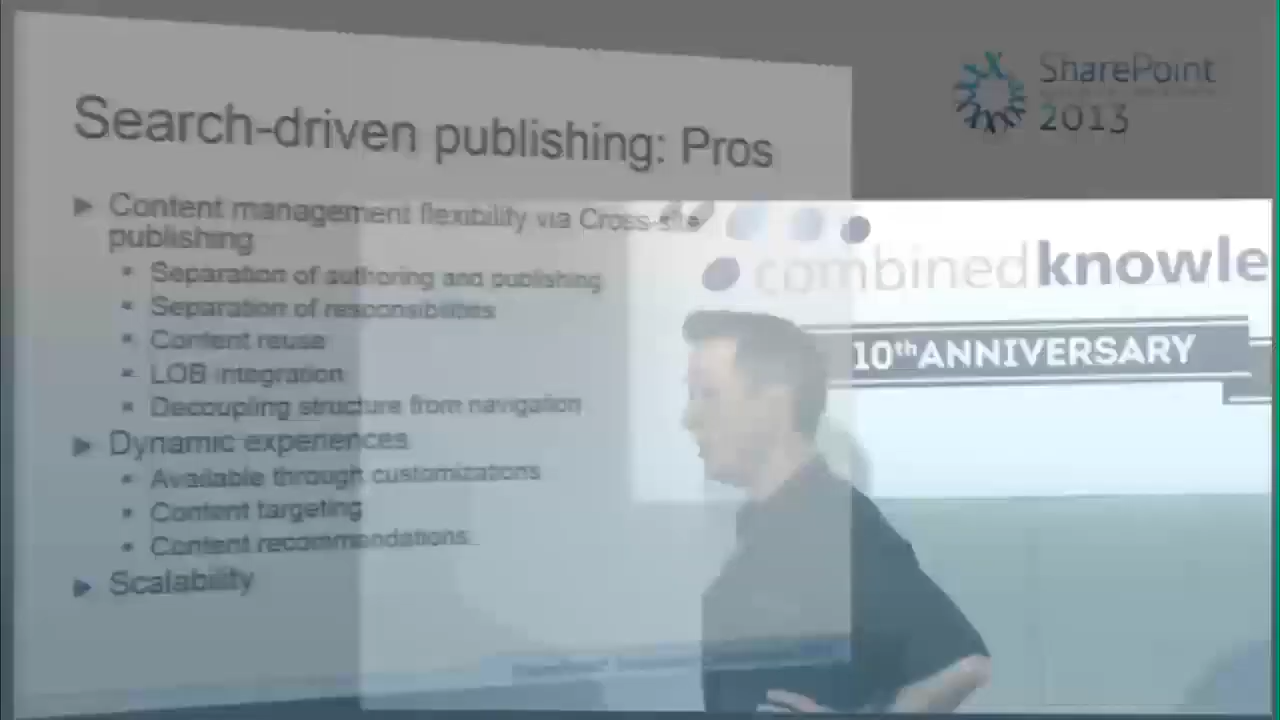 Search-driven publishing: Pros
Content management flexibility via Cross-site
publishing
Separation of authoring and publishing
Separation of responsibilities
Content reuse
LOB integration
Decoupling structure from navigation
Dynamic experiences
Available through customizations
Content targeting
Content recommendations
Scalability
SharePoint
2013
combinedknowle
10th ANNIVERSARY